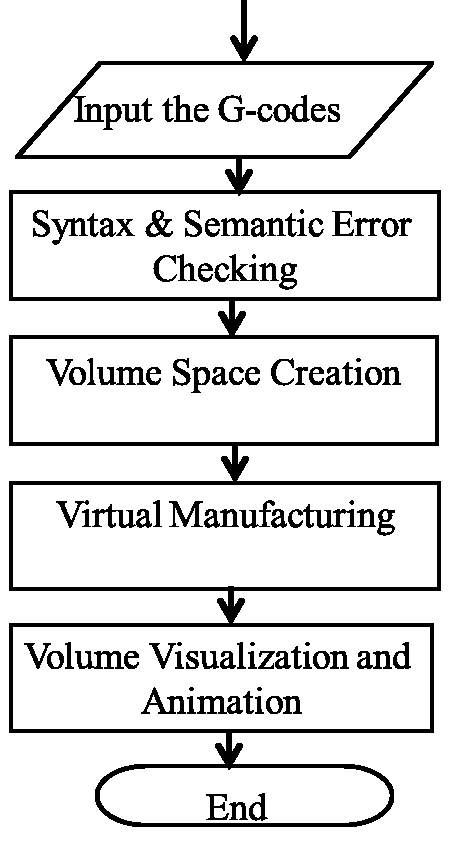 Input the G-codes
Syntax & Semantic Error
Checking
Volume Space Creation
Virtual Manufacturing
Volume Visualization and
Animation
End